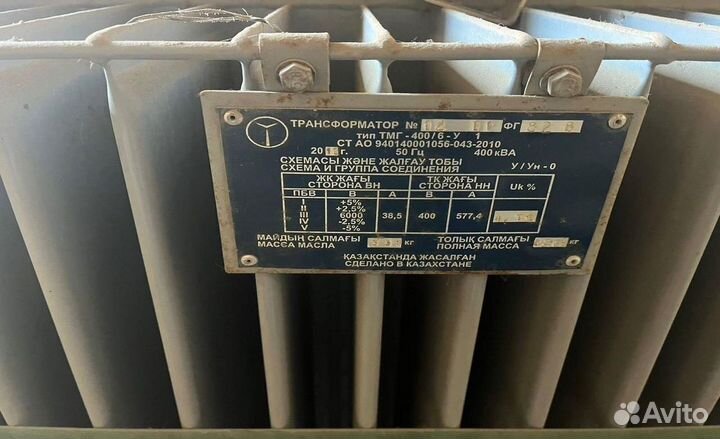 ТРАНСФОРМАТОР № ФГ
тип ТМГ - 400 / 6 - У 1
СТ АО 940140001056-043-2010
20 г. 50 Гц 400 кВА
СХЕМАСЫ ЖӘНЕ ЖАЛҒАУ ТОБЫ
СХЕМА И ГРУППА СОЕДИНЕНИЯ У / Ун - 0
ЖК ЖАҒЫ ТК ЖАҒЫ Uk %
СТОРОНА ВН СТОРОНА НН
ПБВ В А В А
I +5%
II +2,5%
III 6000 38,5 400 577,4
IV -2,5%
V -5%
МАЙДЫҢ САЛМАҒЫ кг ТОЛЫҚ САЛМАҒЫ кг
МАССА МАСЛА ПОЛНАЯ МАССА
ҚАЗАҚСТАНДА ЖАСАЛҒАН
СДЕЛАНО В КАЗАХСТАНЕ
Avito